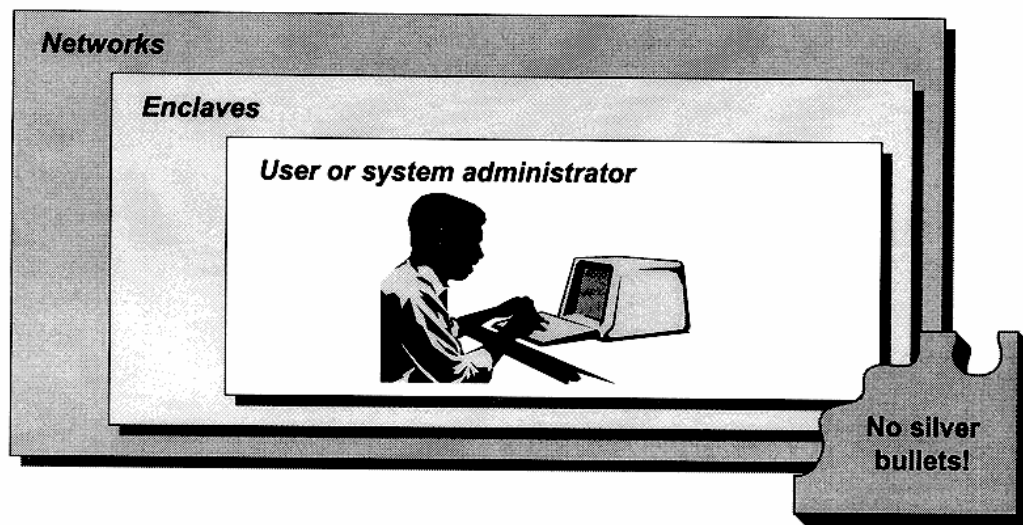 Networks
Enclaves
User or system administrator
No silver
bullets!